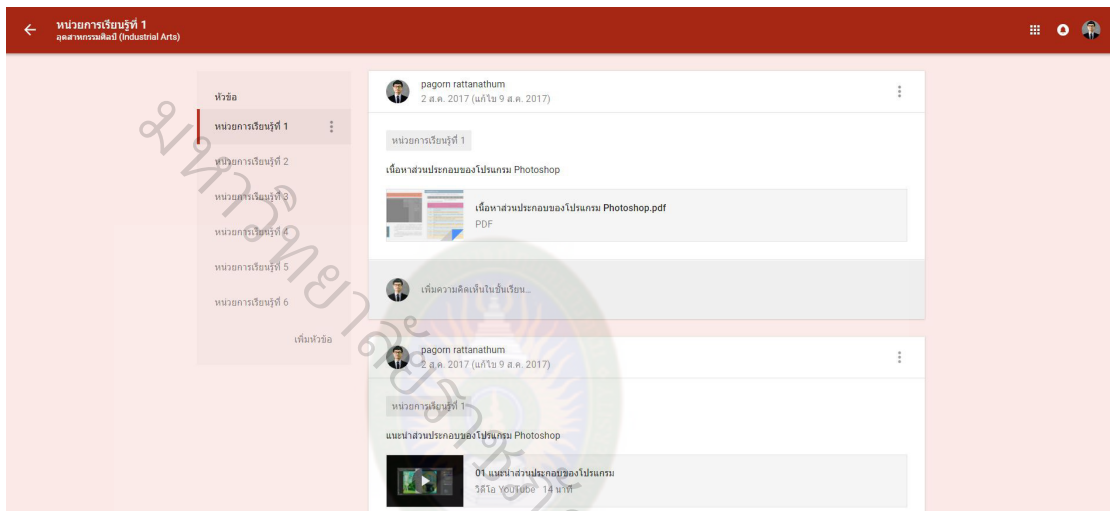 หน่วยการเรียนรู้ที่ 1
อุตสาหกรรมศิลป์ (Industrial Arts)
หัวข้อ
หน่วยการเรียนรู้ที่ 1
หน่วยการเรียนรู้ที่ 2
หน่วยการเรียนรู้ที่ 3
หน่วยการเรียนรู้ที่ 4
หน่วยการเรียนรู้ที่ 5
หน่วยการเรียนรู้ที่ 6
เพิ่มหัวข้อ
pagorn rattanathum
2 ส.ค. 2017 (แก้ไข 9 ส.ค. 2017)
หน่วยการเรียนรู้ที่ 1
เนื้อหาส่วนประกอบของโปรแกรม Photoshop
เนื้อหาส่วนประกอบของโปรแกรม Photoshop.pdf
PDF
เพิ่มความคิดเห็นในชั้นเรียน...
pagorn rattanathum
2 ส.ค. 2017 (แก้ไข 9 ส.ค. 2017)
หน่วยการเรียนรู้ที่ 1
แนะนำส่วนประกอบของโปรแกรม Photoshop
01 แนะนำส่วนประกอบของโปรแกรม
วิดีโอ YouTube 14 นาที
มหาวิทยาลัยราชภั